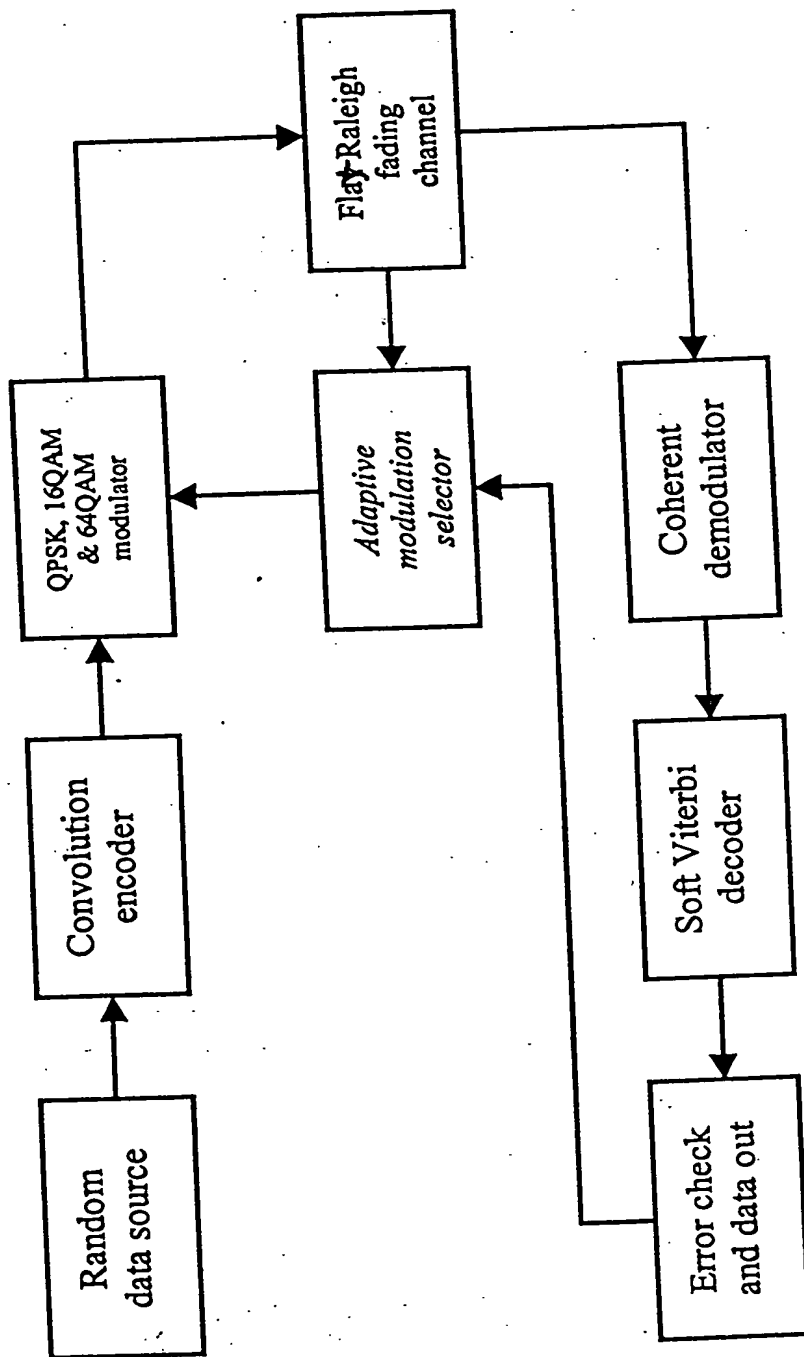 Random
data source
Convolution
encoder
QPSK, 16QAM
& 64QAM
modulator
Flat-Raleigh
fading
channel
Adaptive
modulation
selector
Coherent
demodulator
Soft Viterbi
decoder
Error check
and data out